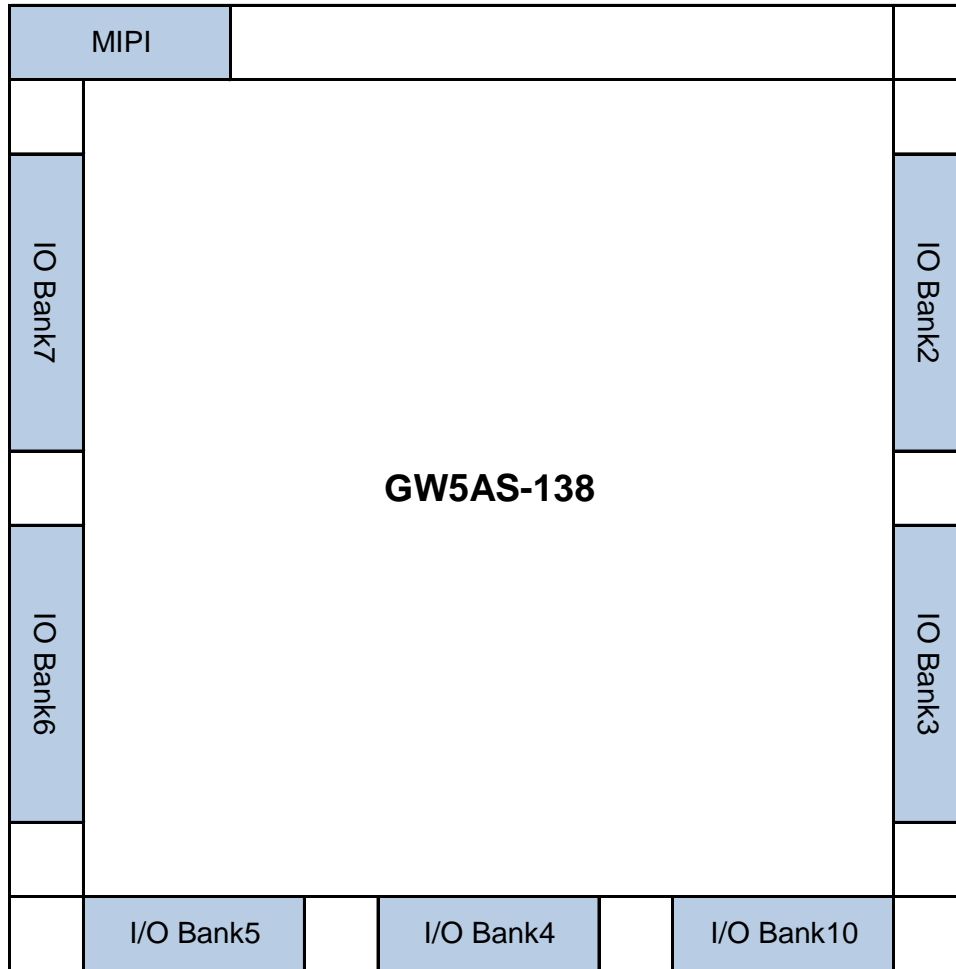 MIPI
IO Bank7
IO Bank2
GW5AS-138
IO Bank6
IO Bank3
I/O Bank5
I/O Bank4
I/O Bank10